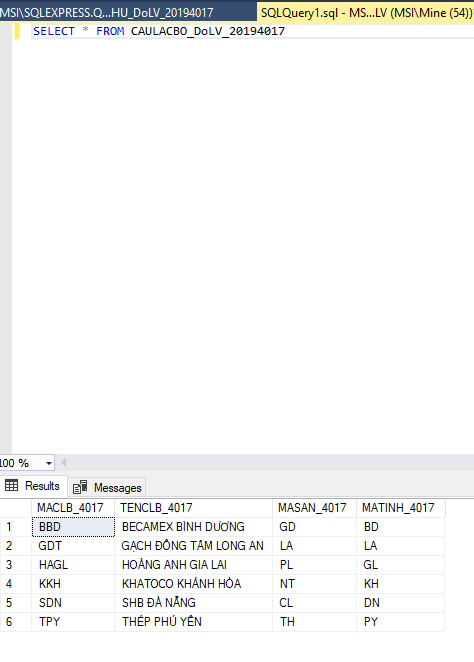 MSI\SQLEXPRESS.Q...HU_DoLV_20194017 SQLQuery1.sql - MS...LV (MSI\Mine (54))
SELECT * FROM CAULACBO_DoLV_20194017
100 %
Results Messages
MACLB_4017 TENCLB_4017 MASAN_4017 MATINH_4017
1 BBD BECAMEX BÌNH DƯƠNG GD BD
2 GDT GẠCH ĐỒNG TÂM LONG AN LA LA
3 HAGL HOÀNG ANH GIA LAI PL GL
4 KKH KHATOCO KHÁNH HÒA NT KH
5 SDN SHB ĐÀ NẴNG CL DN
6 TPY THÉP PHÚ YÊN TH PY